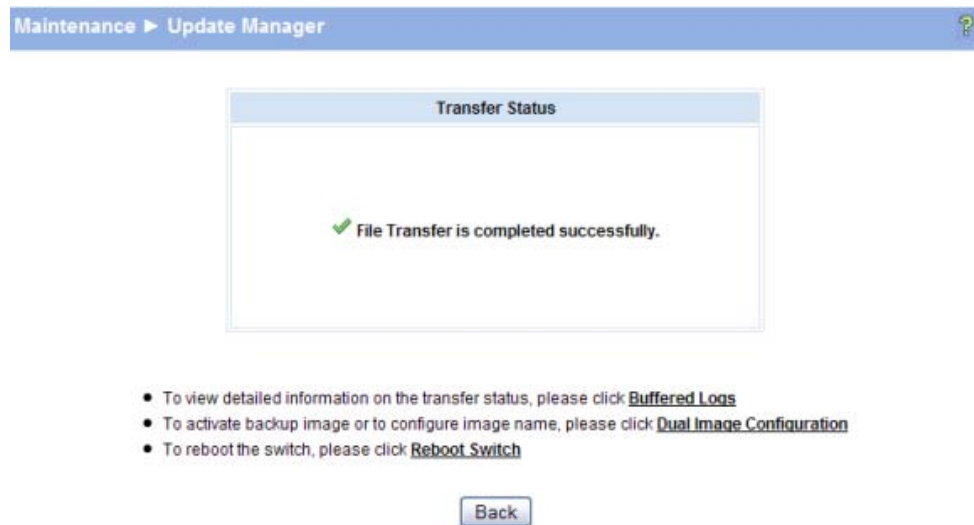 Maintenance ► Update Manager
?
Transfer Status
File Transfer is completed successfully.
● To view detailed information on the transfer status, please click Buffered Logs
● To activate backup image or to configure image name, please click Dual Image Configuration
● To reboot the switch, please click Reboot Switch
Back